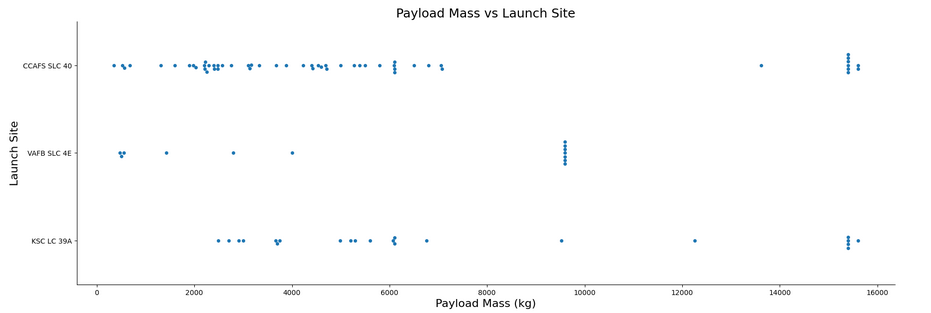 Payload Mass vs Launch Site
Launch Site
CCAFS SLC 40
VAFB SLC 4E
KSC LC 39A
0 2000 4000 6000 8000 10000 12000 14000 16000
Payload Mass (kg)